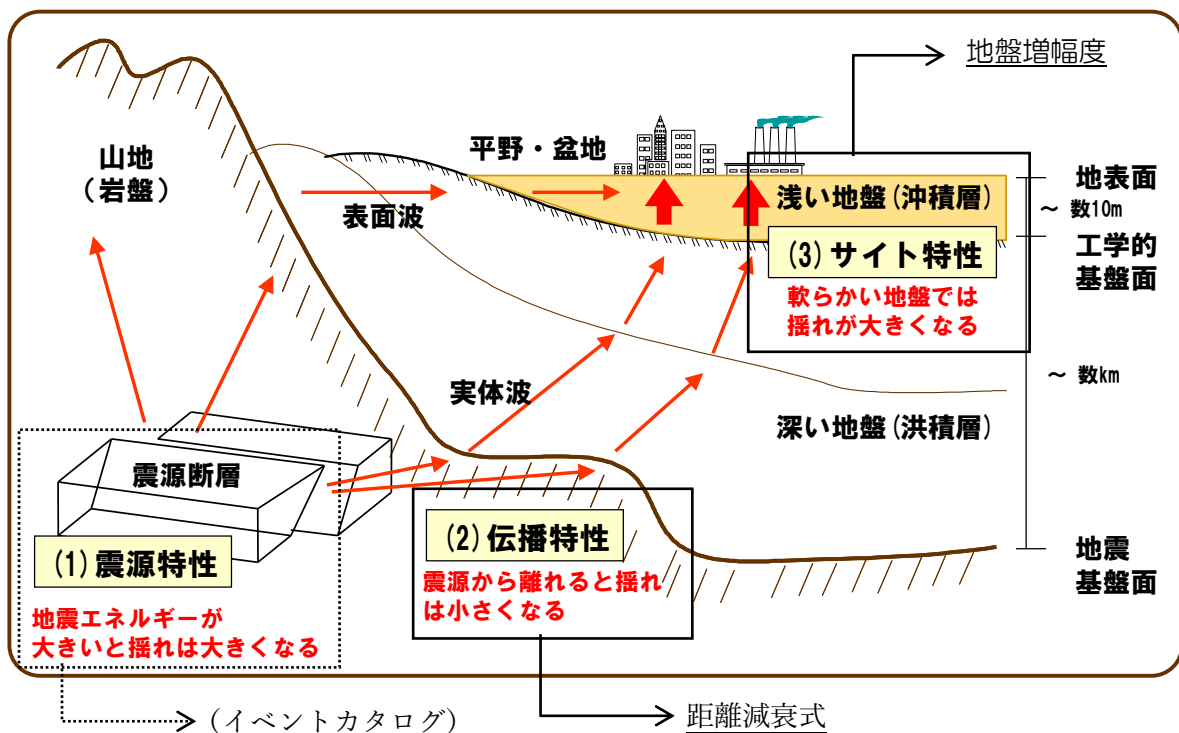 地盤増幅度
山地
(岩盤)
平野・盆地
表面波
浅い地盤(沖積層)
地表面
～ 数10m
工学的
基盤面
(3)サイト特性
軟らかい地盤では
揺れが大きくなる
～ 数km
実体波
深い地盤(洪積層)
震源断層
(1)震源特性
地震エネルギーが
大きいと揺れは大きくなる
(2)伝播特性
震源から離れると揺れ
は小さくなる
地震
基盤面
(イベントカタログ)
距離減衰式